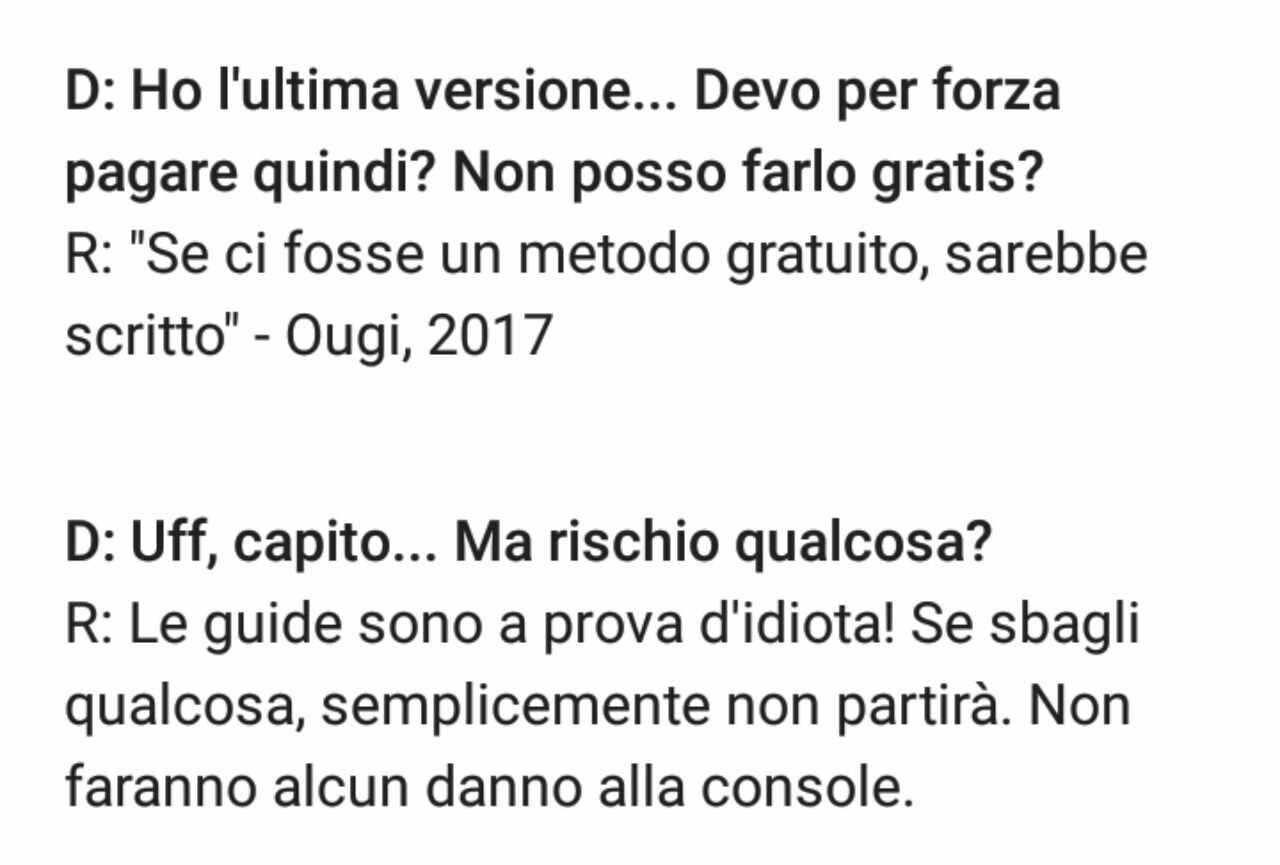 D: Ho l'ultima versione... Devo per forza
pagare quindi? Non posso farlo gratis?
R: "Se ci fosse un metodo gratuito, sarebbe
scritto" - Ougi, 2017
D: Uff, capito... Ma rischio qualcosa?
R: Le guide sono a prova d'idiota! Se sbagli
qualcosa, semplicemente non partirà. Non
faranno alcun danno alla console.